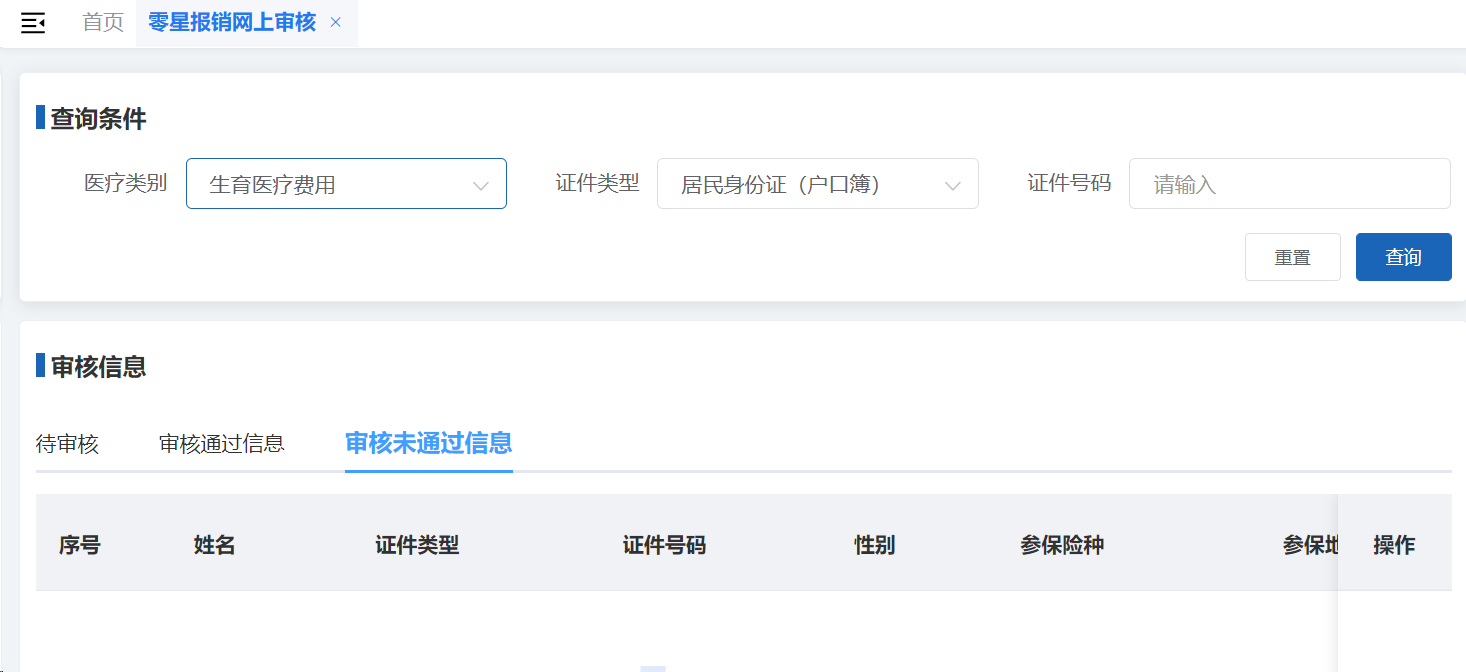 首页 零星报销网上审核 ×
查询条件
医疗类别 生育医疗费用 证件类型 居民身份证（户口簿） 证件号码 请输入
重置 查询
审核信息
待审核 审核通过信息 审核未通过信息
序号 姓名 证件类型 证件号码 性别 参保险种 参保地 操作